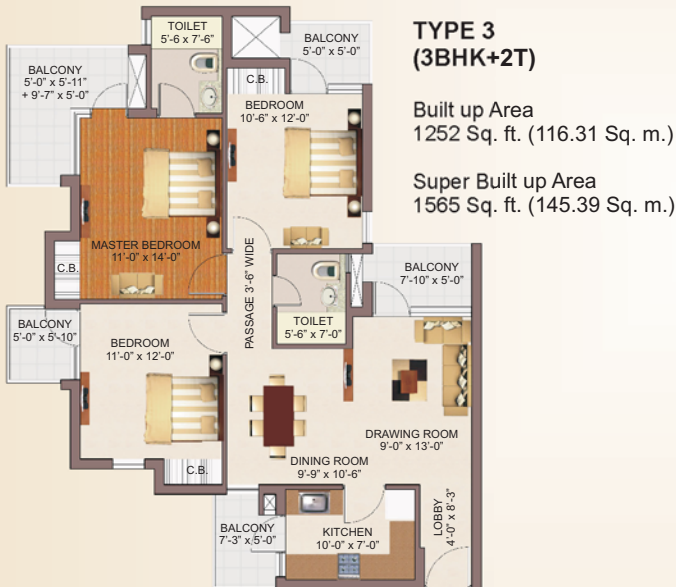 TYPE 3
(3BHK+2T)
Built up Area
1252 Sq. ft. (116.31 Sq. m.)
Super Built up Area
1565 Sq. ft. (145.39 Sq. m.)
TOILET
5'-6 x 7'-6"
BALCONY
5'-0" x 5'-0"
BALCONY
5'-0" x 5'-11"
+ 9'-7" x 5'-0"
C.B.
BEDROOM
10'-6" x 12'-0"
MASTER BEDROOM
11'-0" x 14'-0"
C.B.
PASSAGE 3'-6" WIDE
BALCONY
7'-10" x 5'-0"
BALCONY
5'-0" x 5'-10"
TOILET
5'-6" x 7'-0"
BEDROOM
11'-0" x 12'-0"
DRAWING ROOM
9'-0" x 13'-0"
DINING ROOM
9'-9" x 10'-6"
C.B.
BALCONY
7'-3" x 5'-0"
KITCHEN
10'-0" x 7'-0"
LOBBY
4'-0" x 8'-3"